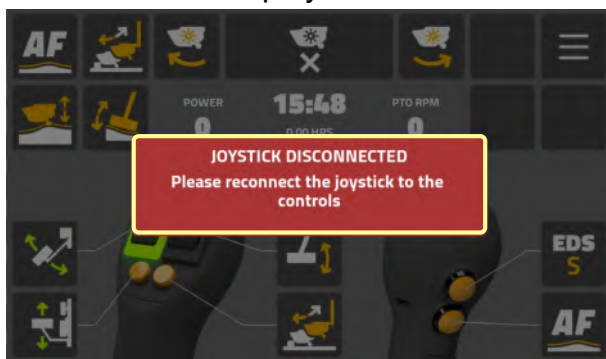 AF
POWER
15:48
PTO RPM
0
0.00 HRS
0
JOYSTICK DISCONNECTED
Please reconnect the joystick to the
controls
EDS
S
AF